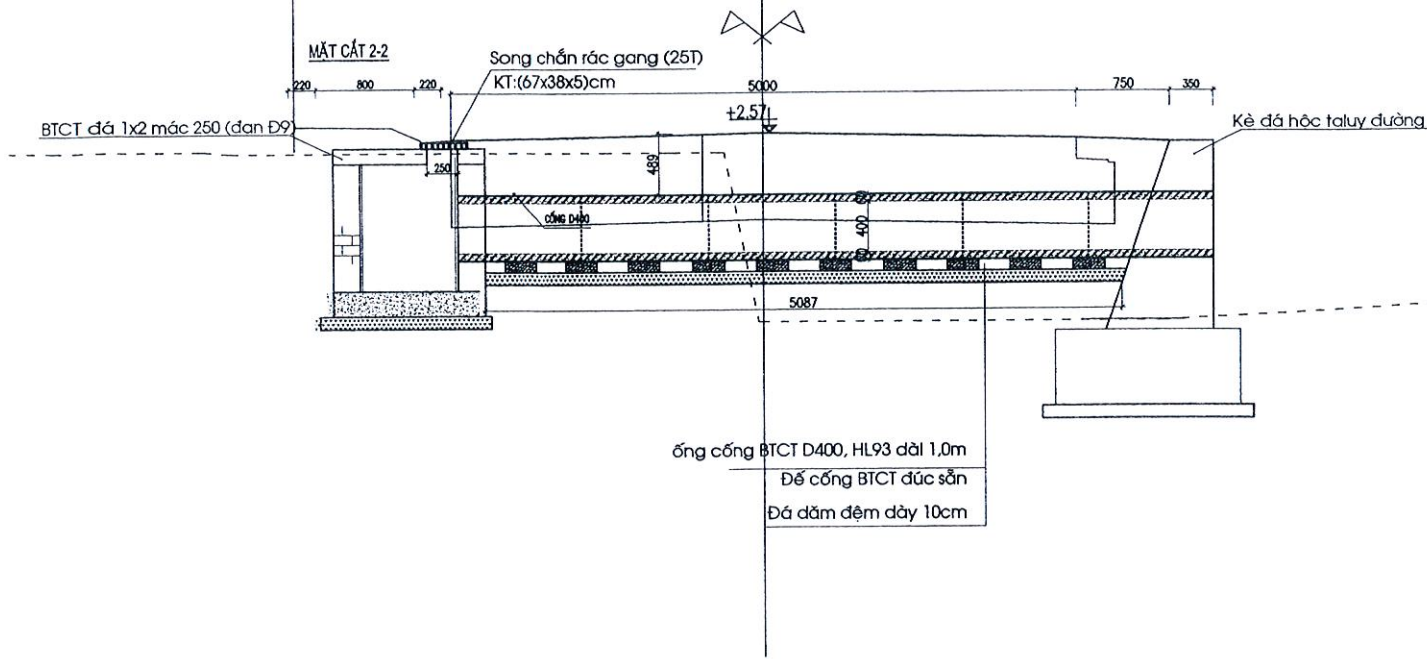 MẶT CẮT 2-2
Song chắn rác gang (25T)
KT:(67x38x5)cm
220 800 220 5000 750 350
+2.57
BTCT đá 1x2 mác 250 (đan Đ9)
Kè đá hộc taluy đường
250
489
CỐNG D400
60
400
60
5087
ống cống BTCT D400, HL93 dài 1,0m
Đế cống BTCT đúc sẵn
Đá dăm đệm dày 10cm